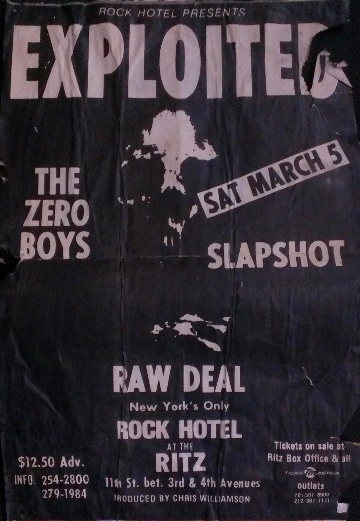 ROCK HOTEL PRESENTS
EXPLOITED
SAT MARCH 5
THE
ZERO
BOYS
SLAPSHOT
RAW DEAL
New York's Only
ROCK HOTEL
AT THE
RITZ
11th St. bet. 3rd & 4th Avenues
PRODUCED BY CHRIS WILLIAMSON
$12.50 Adv.
INFO. 254-2800
279-1984
Tickets on sale at
Ritz Box Office & all
outlets